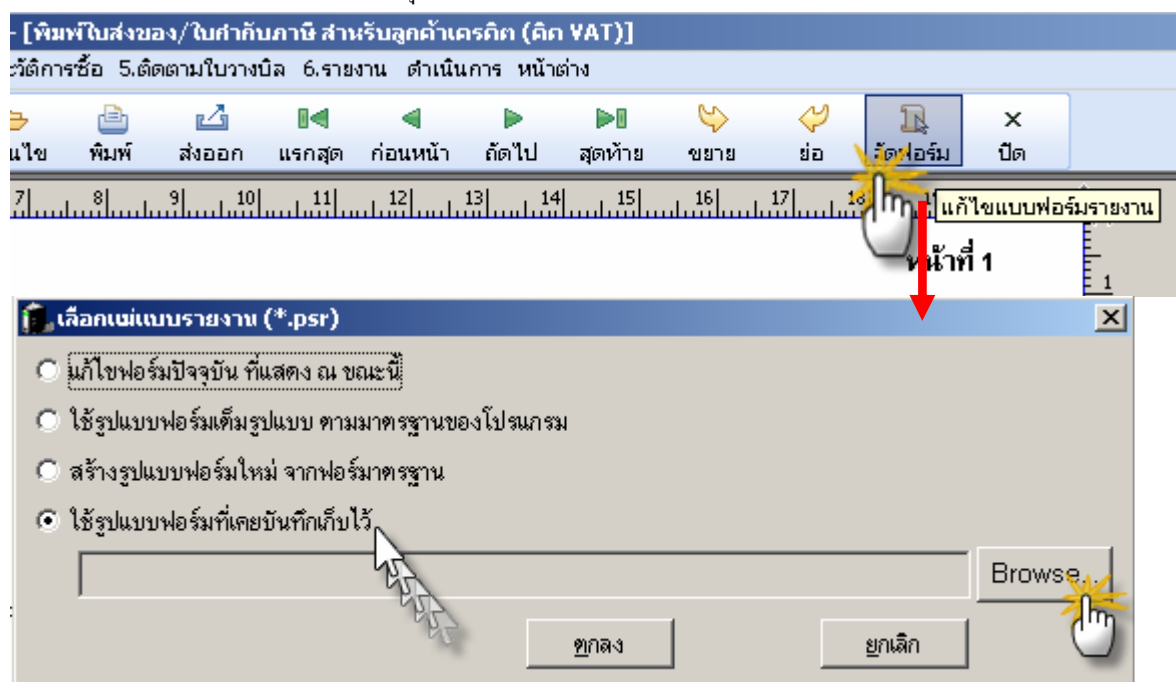 - [พิมพ์ใบส่งของ/ใบกำกับภาษี สำหรับลูกค้าเครดิต (คิด VAT)]
ะวัติการซื้อ 5.ติดตามใบวางบิล 6.รายงาน ดำเนินการ หน้าต่าง
นไข พิมพ์ ส่งออก แรกสุด ก่อนหน้า ถัดไป สุดท้าย ขยาย ย่อ จัดฟอร์ม ปิด
7 8 9 10 11 12 13 14 15 16 17 18
แก้ไขแบบฟอร์มรายงาน
หน้าที่ 1
1
เลือกแม่แบบรายงาน (*.psr)
แก้ไขฟอร์มปัจจุบัน ที่แสดง ณ ขณะนี้
ใช้รูปแบบฟอร์มเต็มรูปแบบ ตามมาตรฐานของโปรแกรม
สร้างรูปแบบฟอร์มใหม่ จากฟอร์มาตรฐาน
ใช้รูปแบบฟอร์มที่เคยบันทึกเก็บไว้
Browse...
ตกลง ยกเลิก